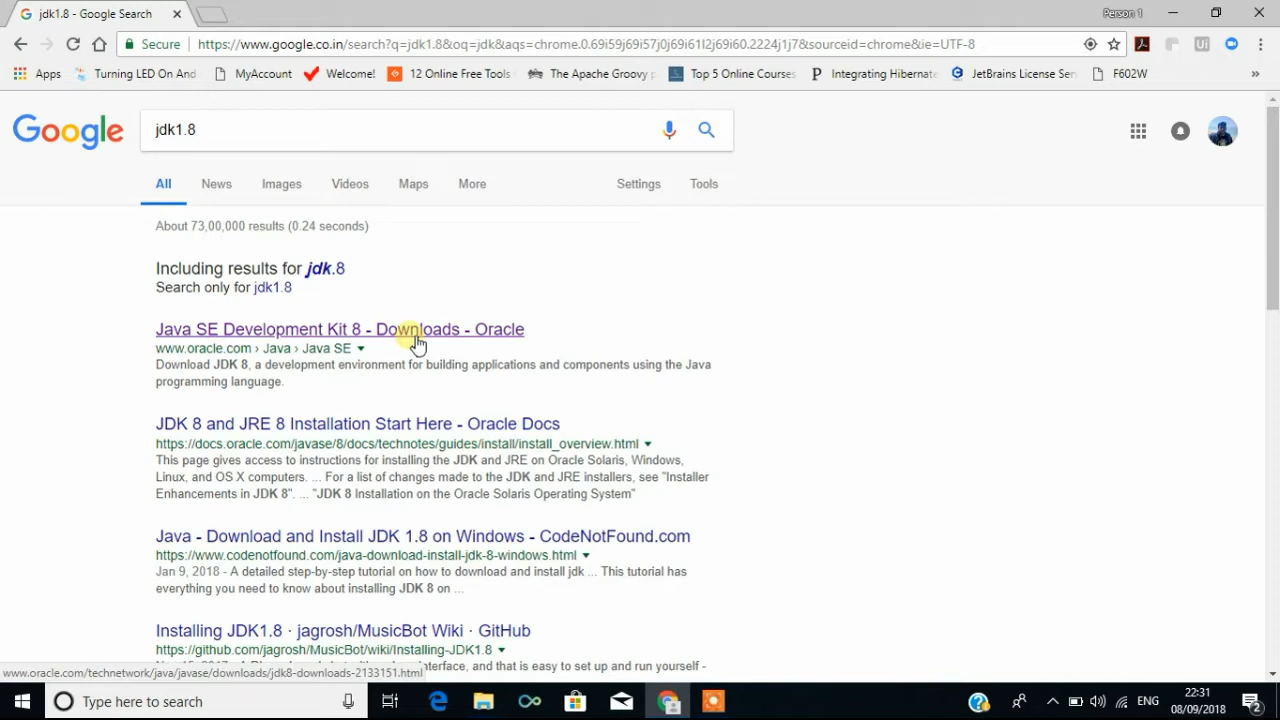 jdk1.8 - Google Search
Person 1
Secure
https://www.google.co.in/search?q=jdk1.8&oq=jdk&aqs=chrome.0.69i59j69i57j0j69i61l2j69i60.2224j1j7&sourceid=chrome&ie=UTF-8
Apps
Turning LED On And
MyAccount
Welcome!
12 Online Free Tools
The Apache Groovy p
Top 5 Online Courses
Integrating Hibernate
JetBrains License Serv
F602W
»
Google
jdk1.8
All News Images Videos Maps More Settings Tools
About 73,00,000 results (0.24 seconds)
Including results for jdk.8
Search only for jdk1.8
Java SE Development Kit 8 - Downloads - Oracle
www.oracle.com › Java › Java SE
Download JDK 8, a development environment for building applications and components using the Java
programming language.
JDK 8 and JRE 8 Installation Start Here - Oracle Docs
https://docs.oracle.com/javase/8/docs/technotes/guides/install/install_overview.html
This page gives access to instructions for installing the JDK and JRE on Oracle Solaris, Windows,
Linux, and OS X computers. ... For a list of changes made to the JDK and JRE installers, see "Installer
Enhancements in JDK 8". ... "JDK 8 Installation on the Oracle Solaris Operating System"
Java - Download and Install JDK 1.8 on Windows - CodeNotFound.com
https://www.codenotfound.com/java-download-install-jdk-8-windows.html
Jan 9, 2018 - A detailed step-by-step tutorial on how to download and install jdk ... This tutorial has
everything you need to know about installing JDK 8 on ...
Installing JDK1.8 · jagrosh/MusicBot Wiki · GitHub
https://github.com/jagrosh/MusicBot/wiki/Installing-JDK1.8
interface, and that is easy to set up and run yourself -
www.oracle.com/technetwork/java/javase/downloads/jdk8-downloads-2133151.html
Type here to search
ENG
22:31
08/09/2018
2